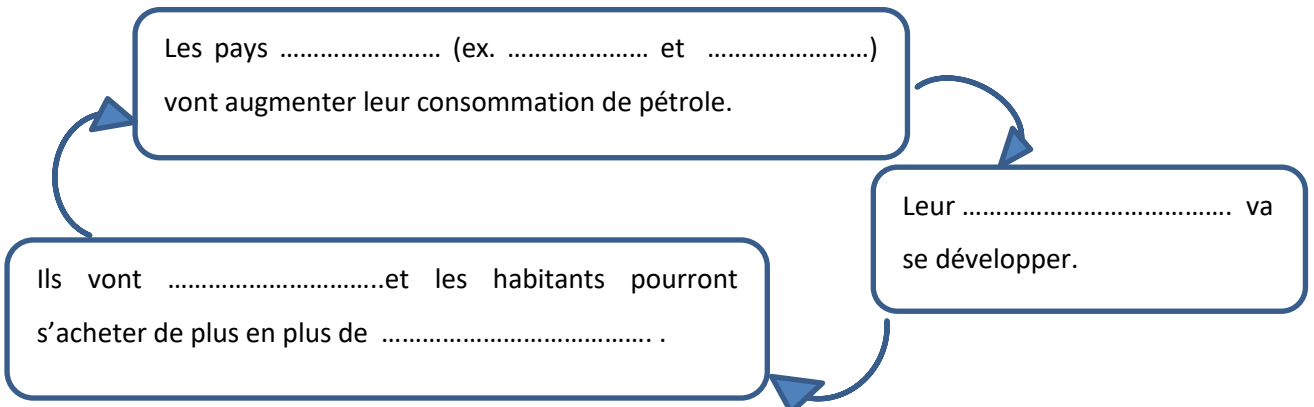 Les pays …………………… (ex. ………………… et ……………………)
vont augmenter leur consommation de pétrole.
Leur …………………………………. va
se développer.
Ils vont …………………………..et les habitants pourront
s’acheter de plus en plus de …………………………………. .